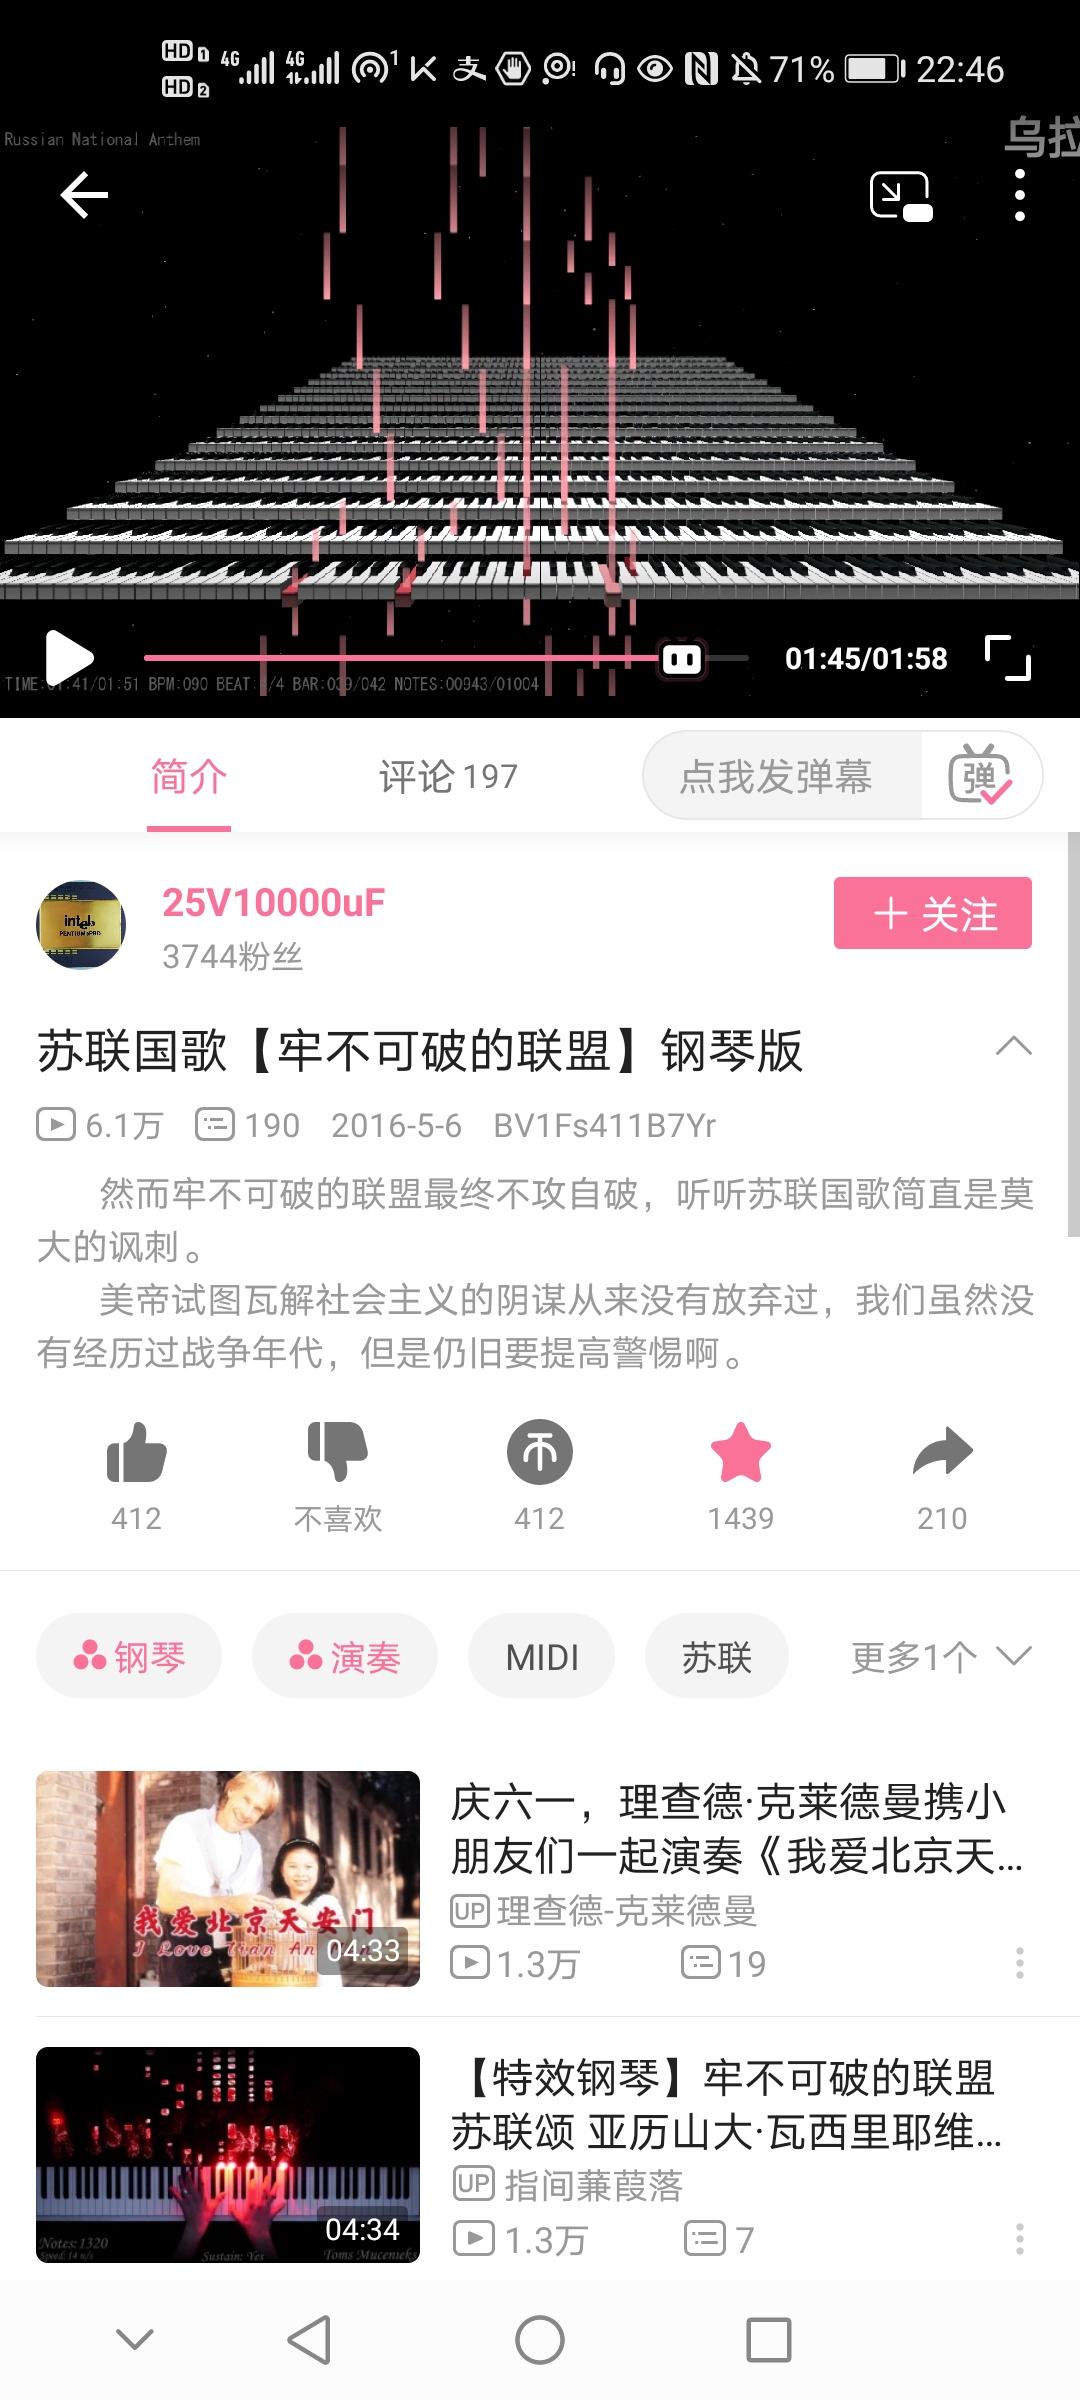 HD 1 4G 4G 1 支 71% 22:46
HD 2
Russian National Anthem
乌拉
01:45/01:58
TIME:01:41/01:51 BPM:090 BEAT:4/4 BAR:039/042 NOTES:00943/01004
简介 评论 197 点我发弹幕 弹
intel
25V10000uF
+ 关注
3744粉丝
苏联国歌【牢不可破的联盟】钢琴版
6.1万 190 2016-5-6 BV1Fs411B7Yr
然而牢不可破的联盟最终不攻自破，听听苏联国歌简直是莫
大的讽刺。
美帝试图瓦解社会主义的阴谋从来没有放弃过，我们虽然没
有经历过战争年代，但是仍旧要提高警惕啊。
412 不喜欢 412 1439 210
钢琴 演奏 MIDI 苏联 更多1个
庆六一，理查德·克莱德曼携小
朋友们一起演奏《我爱北京天...
UP 理查德-克莱德曼
1.3万 19
我爱北京天安门
I Love Tian An
04:33
【特效钢琴】牢不可破的联盟
苏联颂 亚历山大·瓦西里耶维...
UP 指间蒹葭落
1.3万 7
04:34
Notes:1320
Speed:14 n/s Sustain: Yes Toms Mucenieks